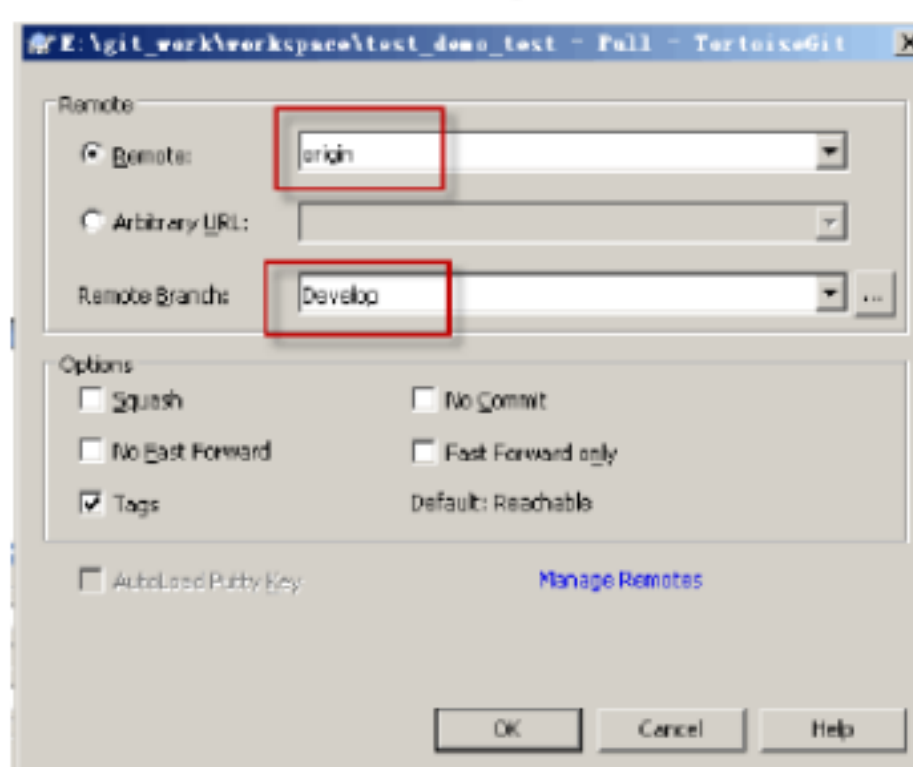 E:\git_work\workspace\test_demo_test - Pull - TortoiseGit
Remote
Remote: origin
Arbitrary URL:
Remote Branch: Develop ...
Options
Squash No Commit
No Fast Forward Fast Forward only
Tags Default: Reachable
AutoLoad Putty Key Manage Remotes
OK Cancel Help